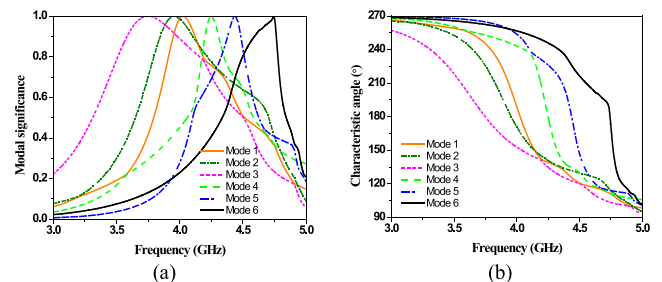 Modal significance
1.0
0.8
0.6
0.4
0.2
0.0
3.0 3.5 4.0 4.5 5.0
Mode 1
Mode 2
Mode 3
Mode 4
Mode 5
Mode 6
Frequency (GHz)
(a)
Characteristic angle (°)
270
240
210
180
150
120
90
3.0 3.5 4.0 4.5 5.0
Mode 1
Mode 2
Mode 3
Mode 4
Mode 5
Mode 6
Frequency (GHz)
(b)